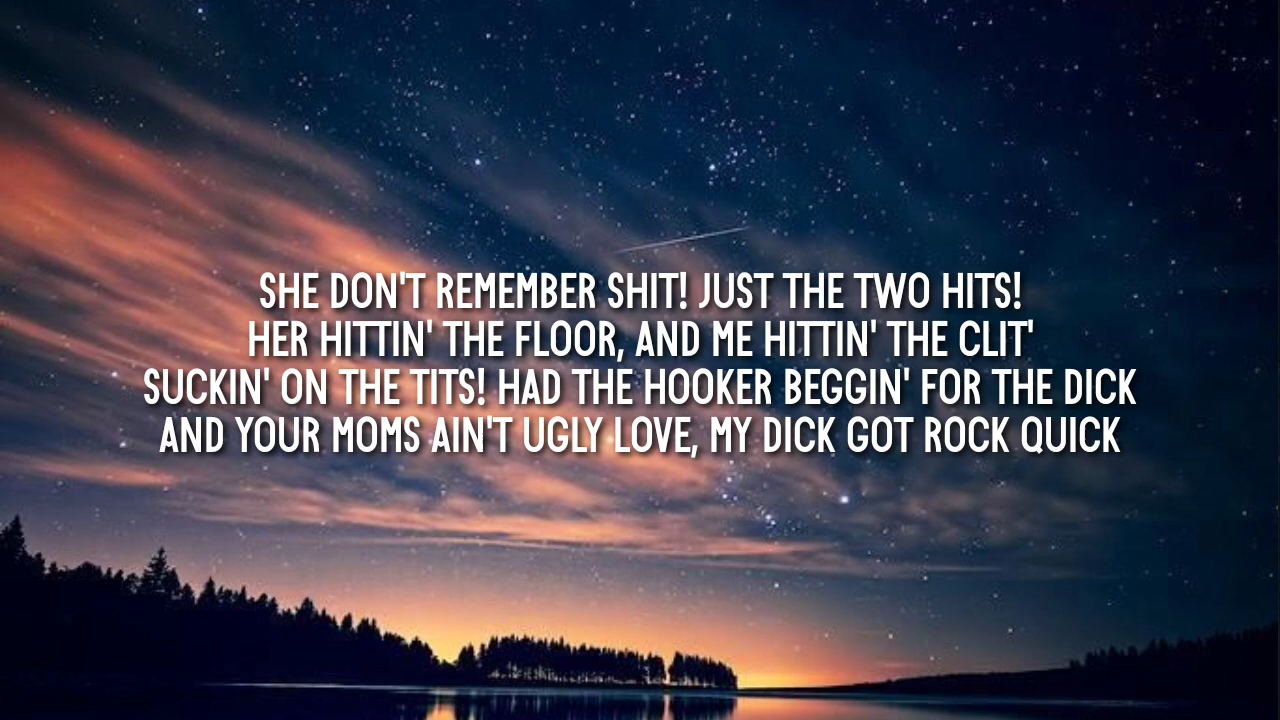 SHE DON'T REMEMBER SHIT! JUST THE TWO HITS!
HER HITTIN' THE FLOOR, AND ME HITTIN' THE CLIT'
SUCKIN' ON THE TITS! HAD THE HOOKER BEGGIN' FOR THE DICK
AND YOUR MOMS AIN'T UGLY LOVE, MY DICK GOT ROCK QUICK